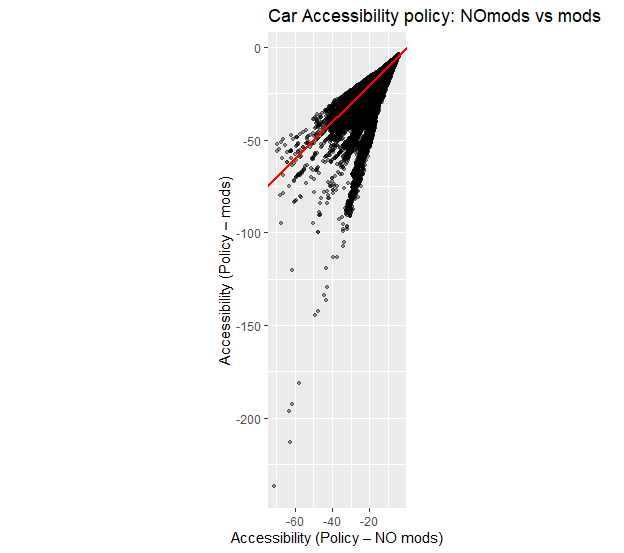 Car Accessibility policy: NOmods vs mods
0
-50
-100
-150
-200
Accessibility (Policy – mods)
-60 -40 -20
Accessibility (Policy – NO mods)